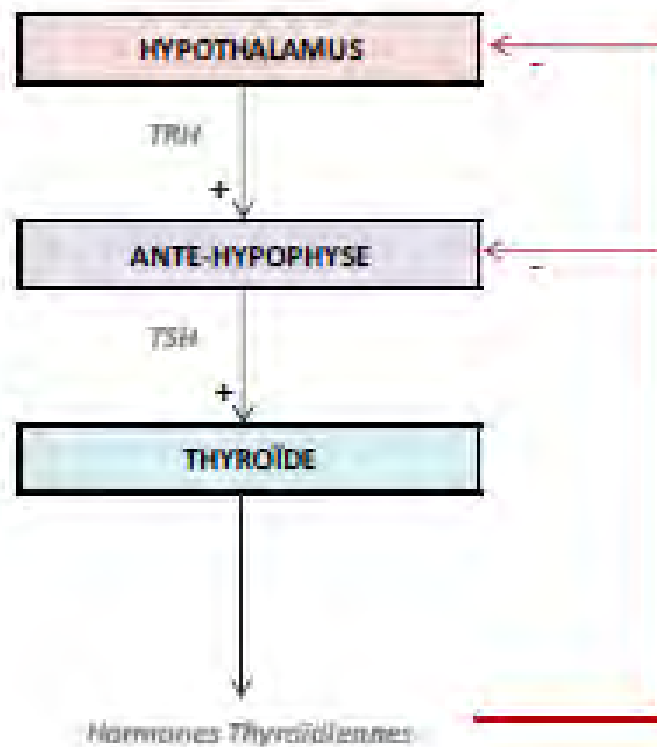 HYPOTHALAMUS
-
TRH
+
ANTE-HYPOPHYSE
-
TSH
+
THYROÏDE
Hormones Thyroïdiennes